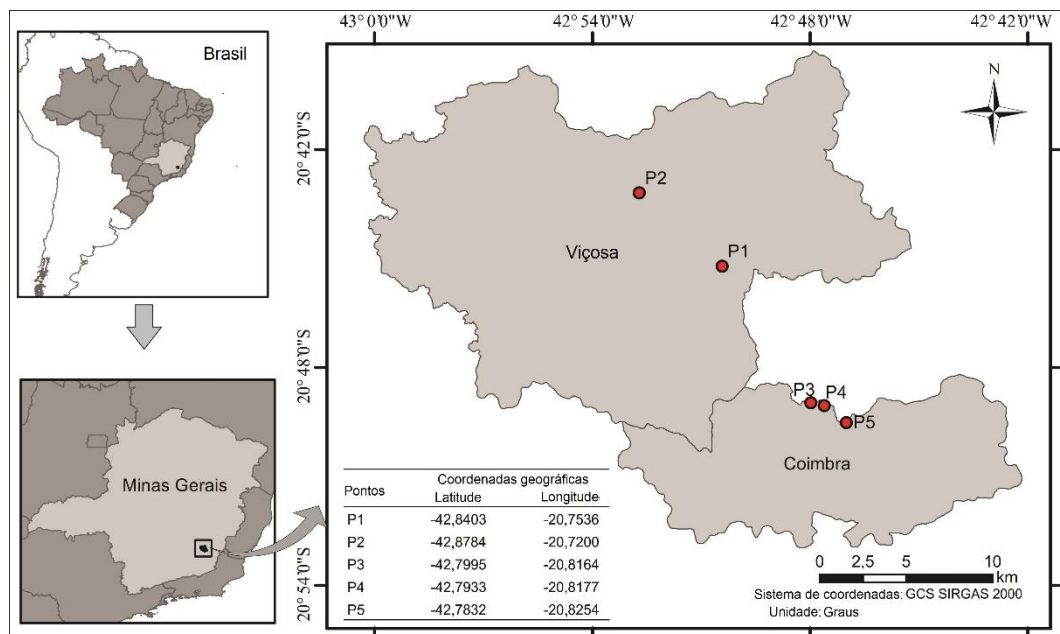 Brasil
Minas Gerais
43°0'0"W
42°54'0"W
42°48'0"W
42°42'0"W
N
20°42'0"S
20°48'0"S
20°54'0"S
P2
Viçosa
P1
P3
P4
P5
Coimbra
Pontos
Coordenadas geográficas
Latitude Longitude
P1 -42,8403 -20,7536
P2 -42,8784 -20,7200
P3 -42,7995 -20,8164
P4 -42,7933 -20,8177
P5 -42,7832 -20,8254
0 5 10
km
Sistema de coordenadas: GCS SIRGAS 2000
Unidade: Graus